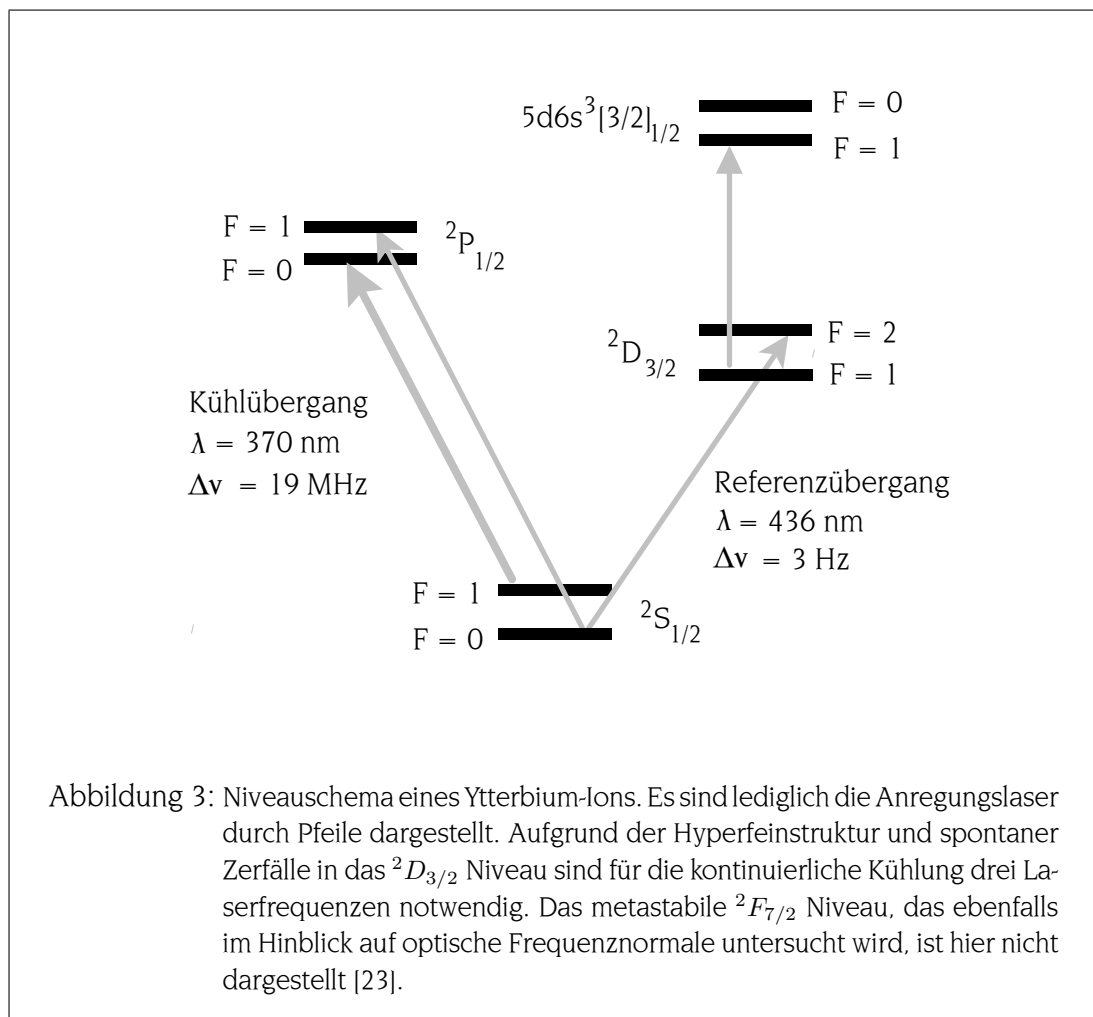 5d6s³[3/2]₁/₂
F = 0
F = 1
F = 1
F = 0
²P₁/₂
²D₃/₂
F = 2
F = 1
Kühlübergang
λ = 370 nm
Δν = 19 MHz
Referenzübergang
λ = 436 nm
Δν = 3 Hz
F = 1
F = 0
²S₁/₂
Abbildung 3: Niveauschema eines Ytterbium-Ions. Es sind lediglich die Anregungslaser
durch Pfeile dargestellt. Aufgrund der Hyperfeinstruktur und spontaner
Zerfälle in das ²D₃/₂ Niveau sind für die kontinuierliche Kühlung drei La-
serfrequenzen notwendig. Das metastabile ²F₇/₂ Niveau, das ebenfalls
im Hinblick auf optische Frequenznormale untersucht wird, ist hier nicht
dargestellt [23].